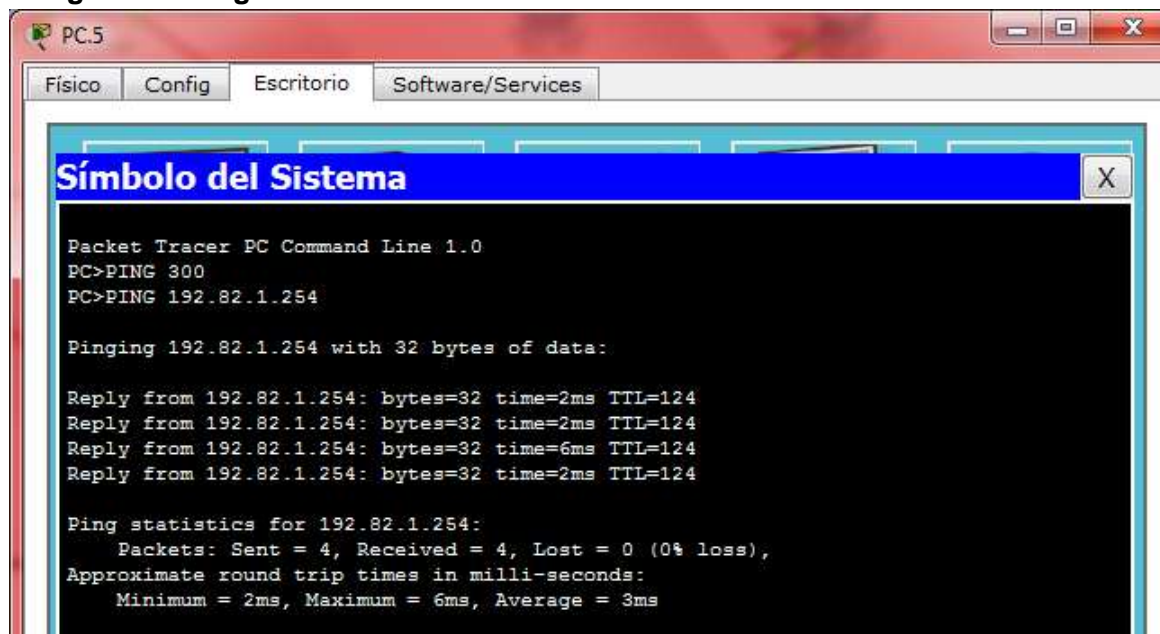 PC.5
Físico Config Escritorio Software/Services
Símbolo del Sistema X
Packet Tracer PC Command Line 1.0
PC>PING 300
PC>PING 192.82.1.254
Pinging 192.82.1.254 with 32 bytes of data:
Reply from 192.82.1.254: bytes=32 time=2ms TTL=124
Reply from 192.82.1.254: bytes=32 time=2ms TTL=124
Reply from 192.82.1.254: bytes=32 time=6ms TTL=124
Reply from 192.82.1.254: bytes=32 time=2ms TTL=124
Ping statistics for 192.82.1.254:
Packets: Sent = 4, Received = 4, Lost = 0 (0% loss),
Approximate round trip times in milli-seconds:
Minimum = 2ms, Maximum = 6ms, Average = 3ms